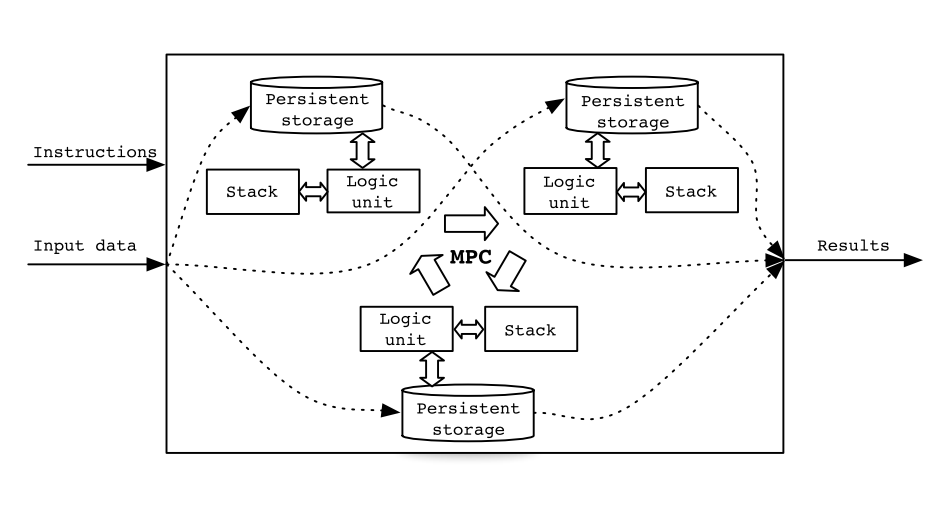 Instructions
Input data
Persistent
storage
Stack
Logic
unit
Persistent
storage
Logic
unit
Stack
MPC
Logic
unit
Stack
Persistent
storage
Results